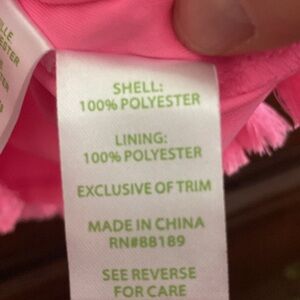 SHELL:
100% POLYESTER
LINING:
100% POLYESTER
EXCLUSIVE OF TRIM
MADE IN CHINA
RN#88189
SEE REVERSE
FOR CARE